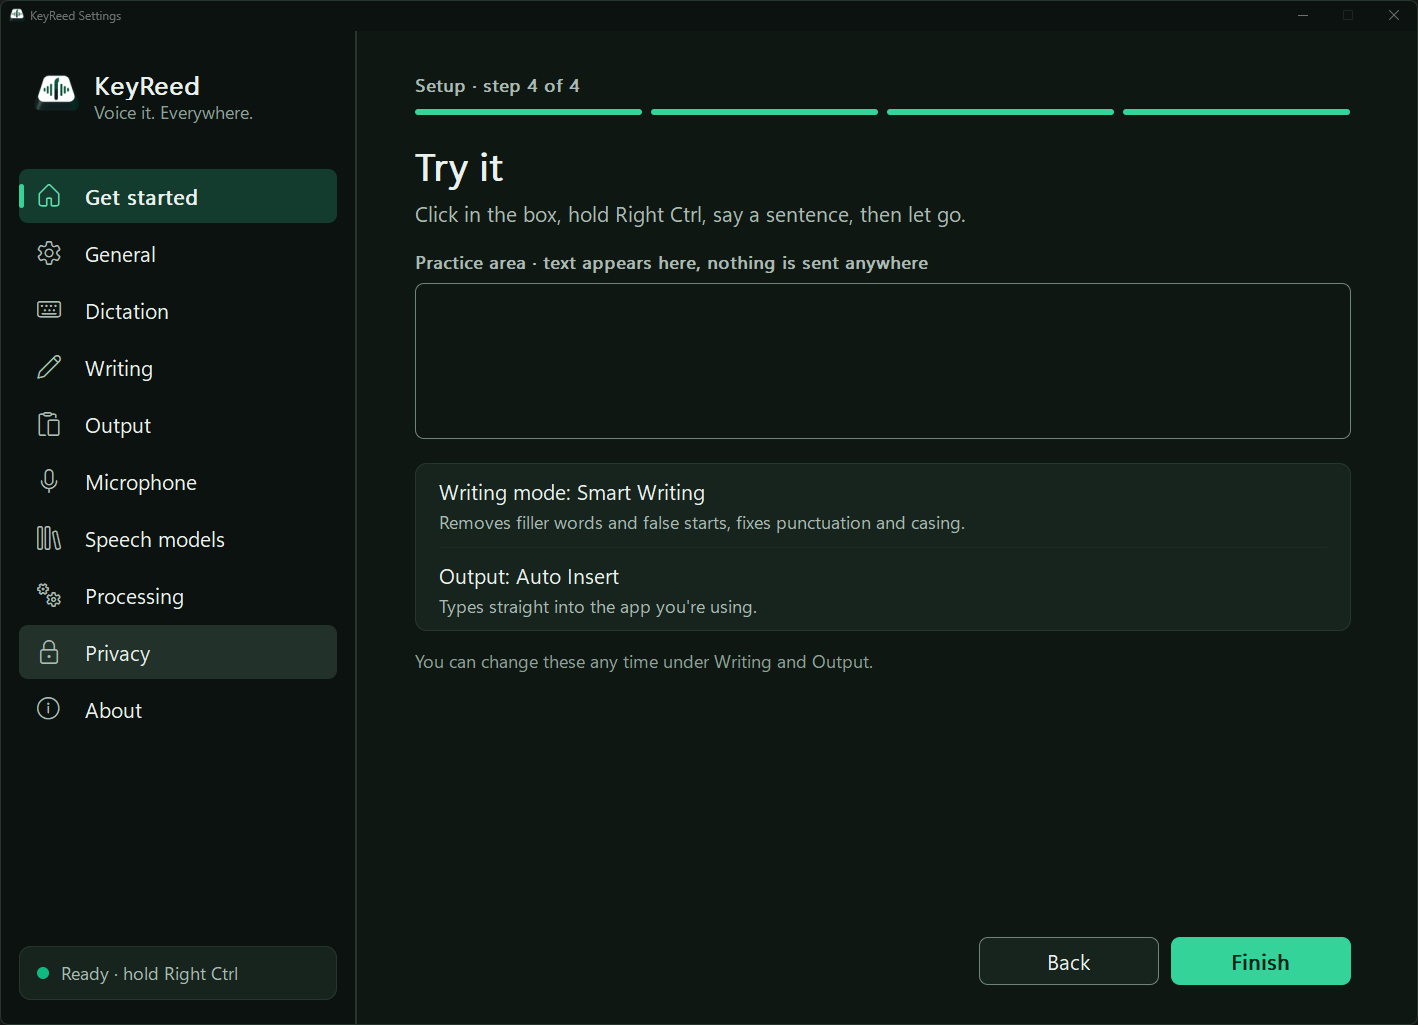 KeyReed Settings
KeyReed
Voice it. Everywhere.
Get started
General
Dictation
Writing
Output
Microphone
Speech models
Processing
Privacy
About
Ready · hold Right Ctrl
Setup · step 4 of 4
Try it
Click in the box, hold Right Ctrl, say a sentence, then let go.
Practice area · text appears here, nothing is sent anywhere
Writing mode: Smart Writing
Removes filler words and false starts, fixes punctuation and casing.
Output: Auto Insert
Types straight into the app you're using.
You can change these any time under Writing and Output.
Back
Finish